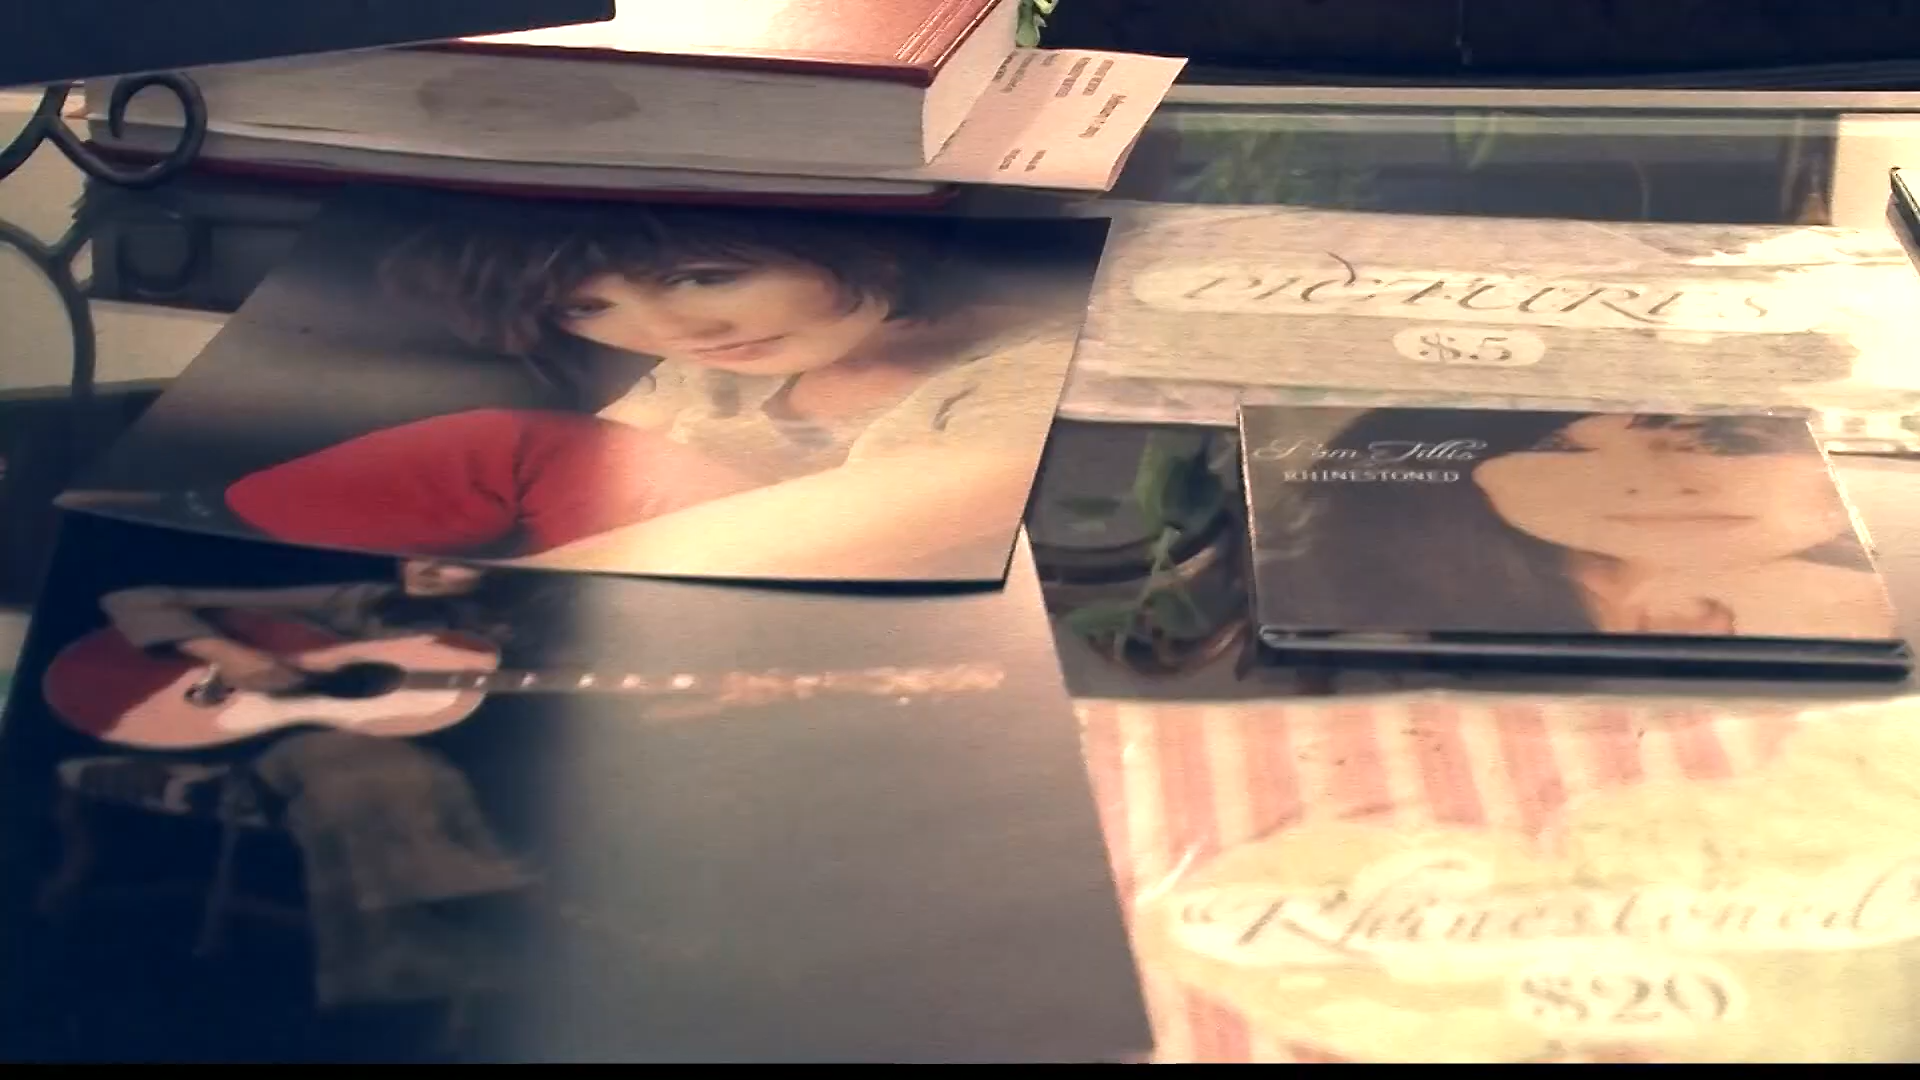 PICTURES
$5
Pam Tillis
RHINESTONED
"Rhinestoned"
$20